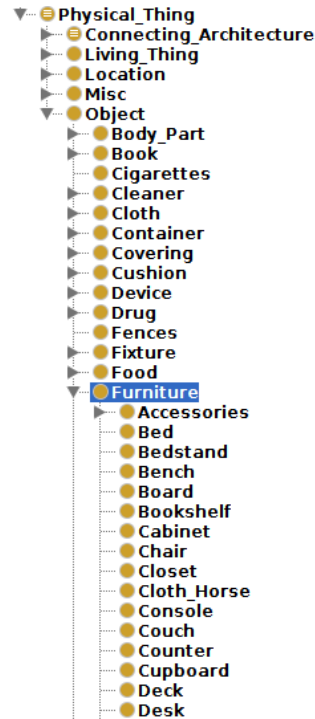 Physical_Thing
Connecting_Architecture
Living_Thing
Location
Misc
Object
Body_Part
Book
Cigarettes
Cleaner
Cloth
Container
Covering
Cushion
Device
Drug
Fences
Fixture
Food
Furniture
Accessories
Bed
Bedstand
Bench
Board
Bookshelf
Cabinet
Chair
Closet
Cloth_Horse
Console
Couch
Counter
Cupboard
Deck
Desk